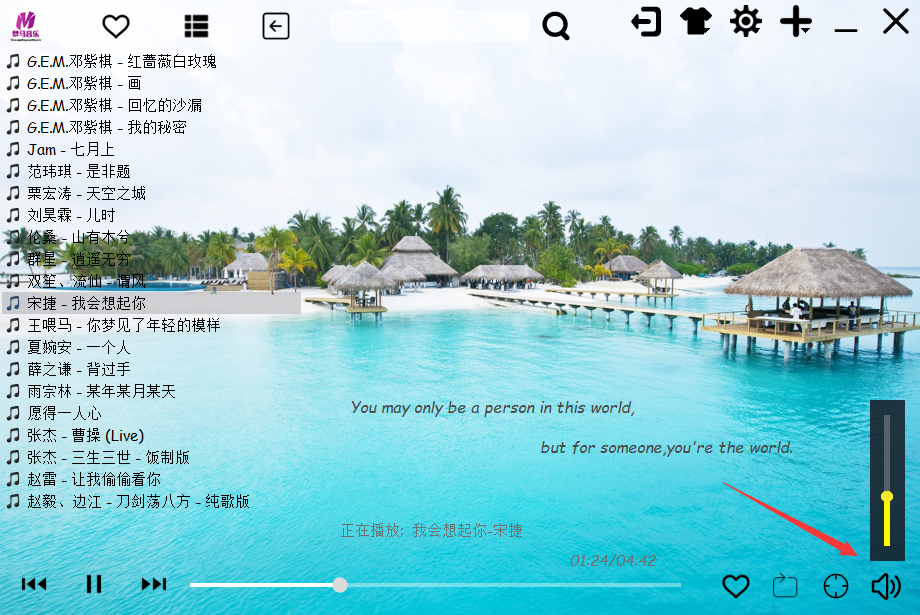 梦马音乐
G.E.M.邓紫棋 - 红蔷薇白玫瑰
G.E.M.邓紫棋 - 画
G.E.M.邓紫棋 - 回忆的沙漏
G.E.M.邓紫棋 - 我的秘密
Jam - 七月上
范玮琪 - 是非题
栗宏涛 - 天空之城
刘昊霖 - 儿时
伦桑 - 山有木兮
群星 - 逍遥无穷
双笙、流仙 - 谓风
宋捷 - 我会想起你
王喂马 - 你梦见了年轻的模样
夏婉安 - 一个人
薛之谦 - 背过手
雨宗林 - 某年某月某天
愿得一人心
张杰 - 曹操 (Live)
张杰 - 三生三世 - 饭制版
赵雷 - 让我偷偷看你
赵毅、边江 - 刀剑荡八方 - 纯歌版
You may only be a person in this world,
but for someone,you're the world.
正在播放: 我会想起你-宋捷
01:24/04:42